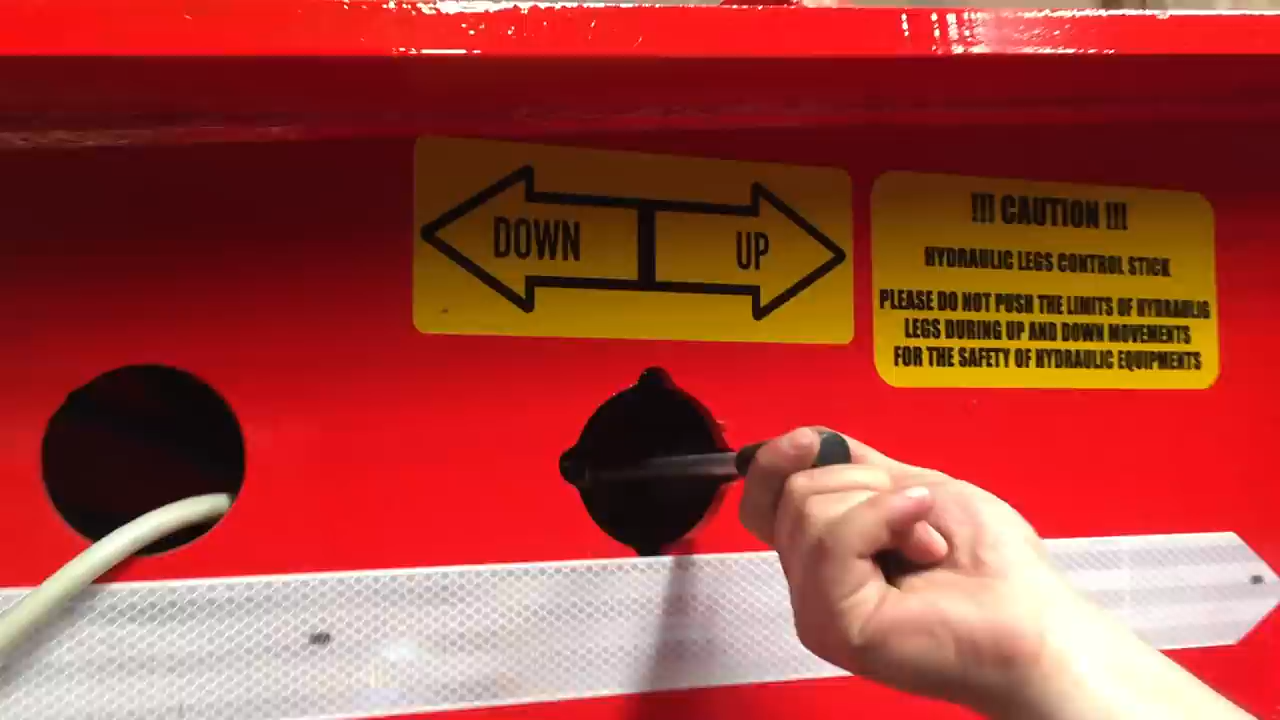 DOWN
UP
!!! CAUTION !!!
HYDRAULIC LEGS CONTROL STICK
PLEASE DO NOT PUSH THE LIMITS OF HYDRAULIC
LEGS DURING UP AND DOWN MOVEMENTS
FOR THE SAFETY OF HYDRAULIC EQUIPMENTS